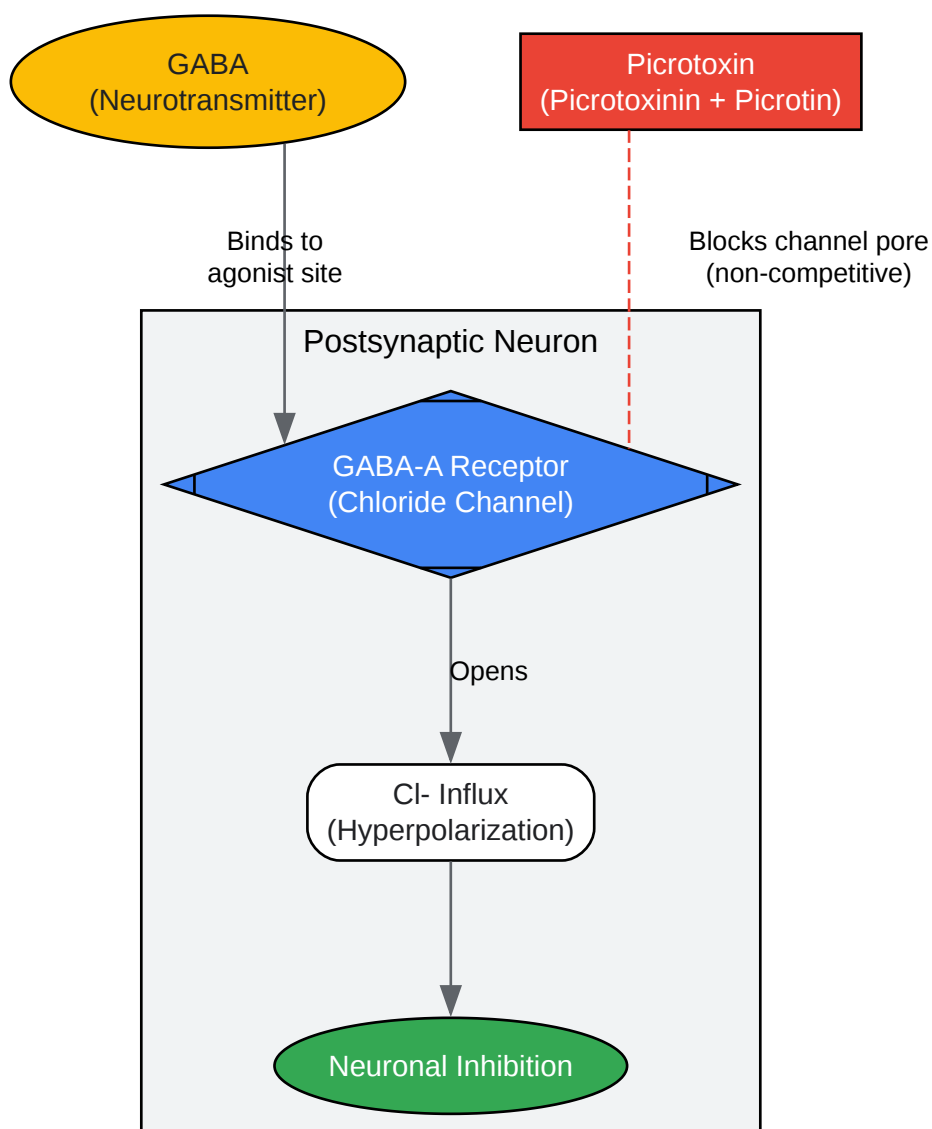 GABA
(Neurotransmitter)
Picrotoxin
(Picrotoxinin + Picrotin)
Binds to
agonist site
Blocks channel pore
(non-competitive)
Postsynaptic Neuron
GABA-A Receptor
(Chloride Channel)
Opens
Cl- Influx
(Hyperpolarization)
Neuronal Inhibition